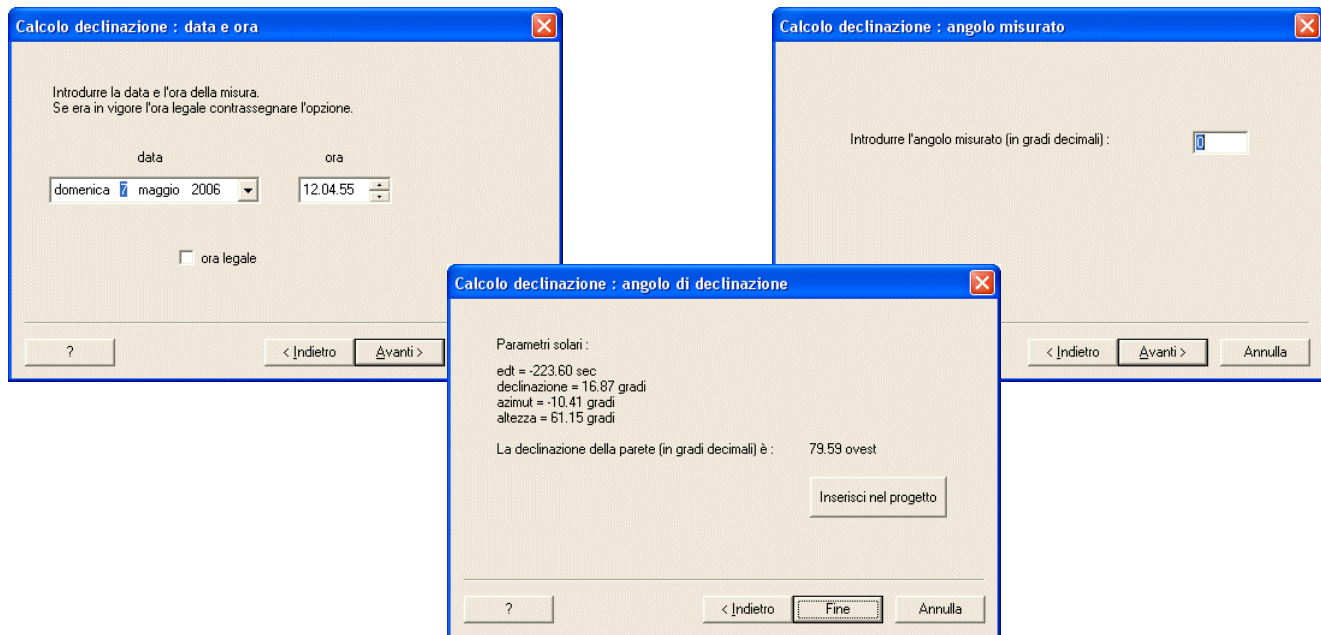 Calcolo declinazione : data e ora
Introdurre la data e l'ora della misura.
Se era in vigore l'ora legale contrassegnare l'opzione.
data ora
domenica 7 maggio 2006 12.04.55
ora legale
? < Indietro Avanti >
Calcolo declinazione : angolo misurato
Introdurre l'angolo misurato (in gradi decimali) : 0
< Indietro Avanti > Annulla
Calcolo declinazione : angolo di declinazione
Parametri solari :
edt = -223.60 sec
declinazione = 16.87 gradi
azimut = -10.41 gradi
altezza = 61.15 gradi
La declinazione della parete (in gradi decimali) è : 79.59 ovest
Inserisci nel progetto
? < Indietro Fine Annulla